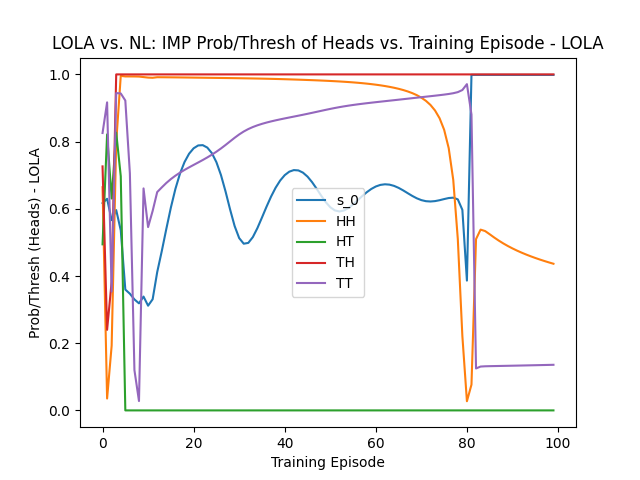 LOLA vs. NL: IMP Prob/Thresh of Heads vs. Training Episode - LOLA
Prob/Thresh (Heads) - LOLA
1.0
0.8
0.6
0.4
0.2
0.0
s_0
HH
HT
TH
TT
0 20 40 60 80 100
Training Episode